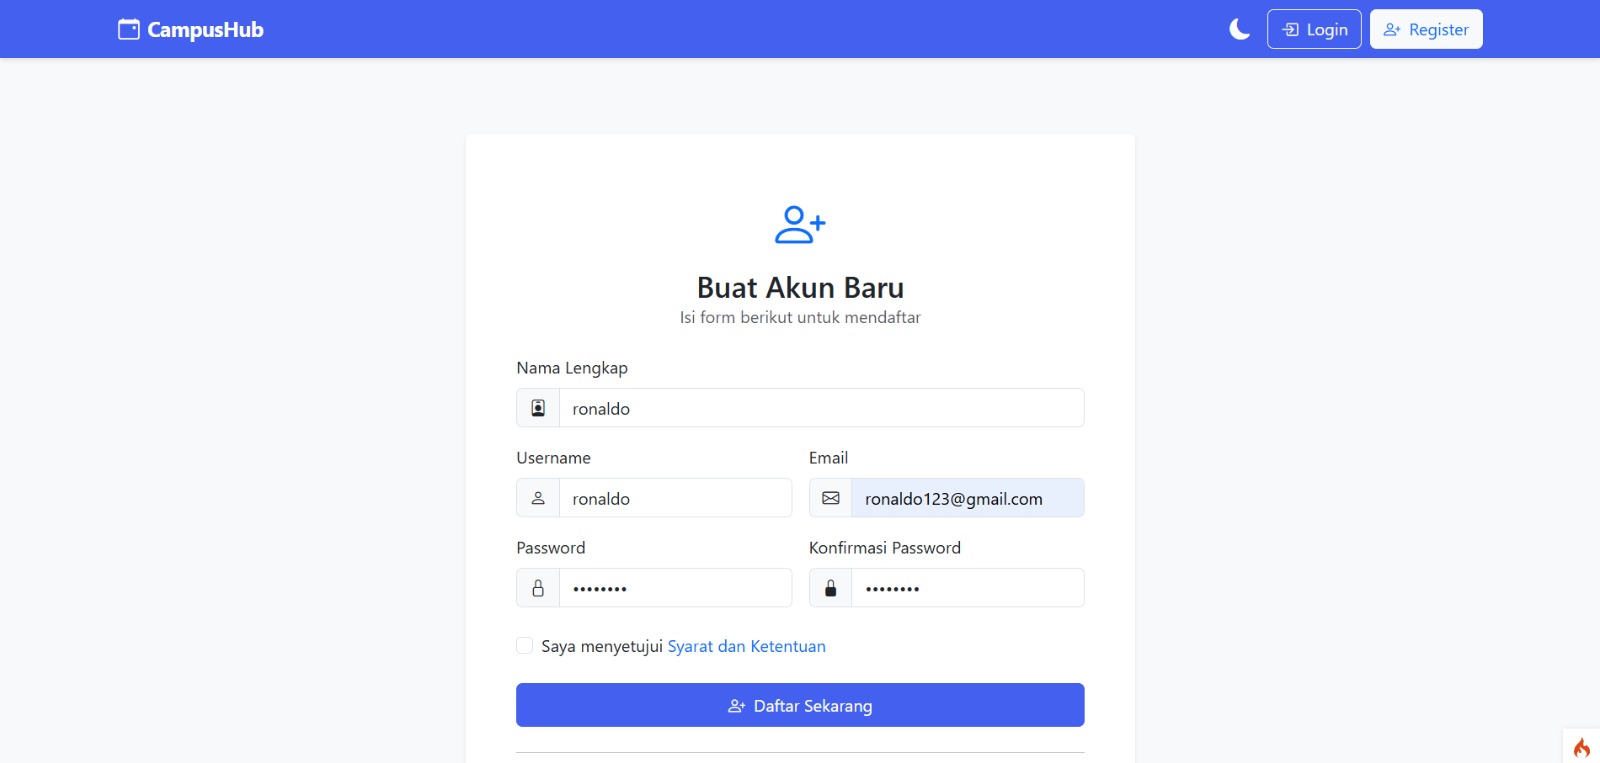 CampusHub
Login
Register
Buat Akun Baru
Isi form berikut untuk mendaftar
Nama Lengkap
ronaldo
Username
Email
ronaldo
ronaldo123@gmail.com
Password
Konfirmasi Password
••••••••
••••••••
Saya menyetujui Syarat dan Ketentuan
Daftar Sekarang